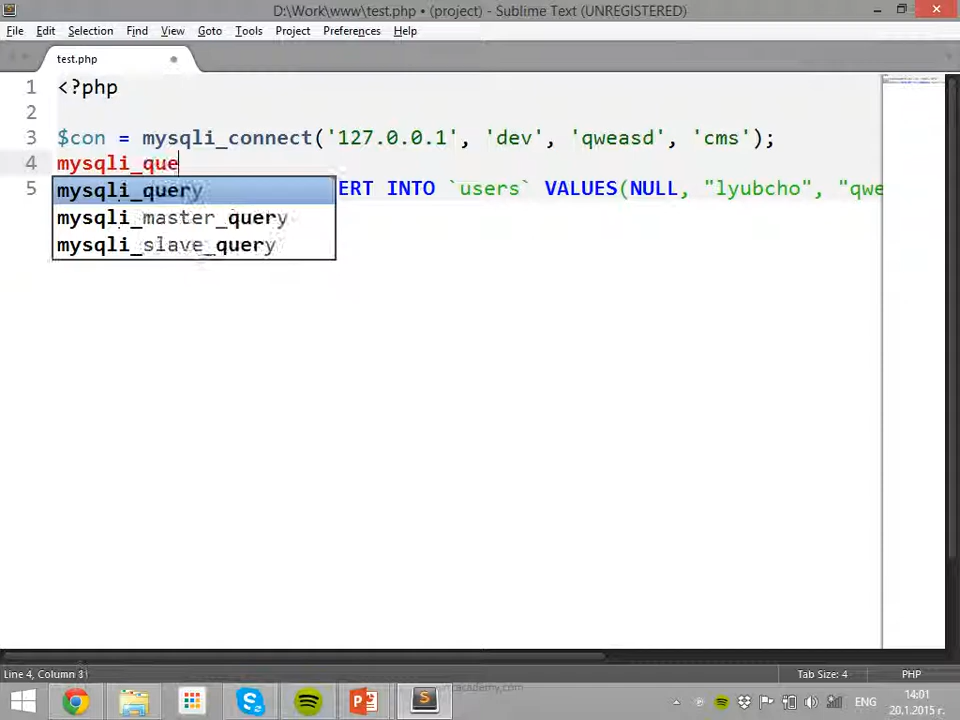 D:\Work\www\test.php • (project) - Sublime Text (UNREGISTERED)
File Edit Selection Find View Goto Tools Project Preferences Help
test.php
1 <?php
2
3 $con = mysqli_connect('127.0.0.1', 'dev', 'qweasd', 'cms');
4 mysqli_que
mysqli_query
mysqli_master_query
mysqli_slave_query
5 ERT INTO `users` VALUES(NULL, "lyubcho", "qwe
Line 4, Column Tab Size: 4 PHP
ENG
14:01
20.1.2015 г.